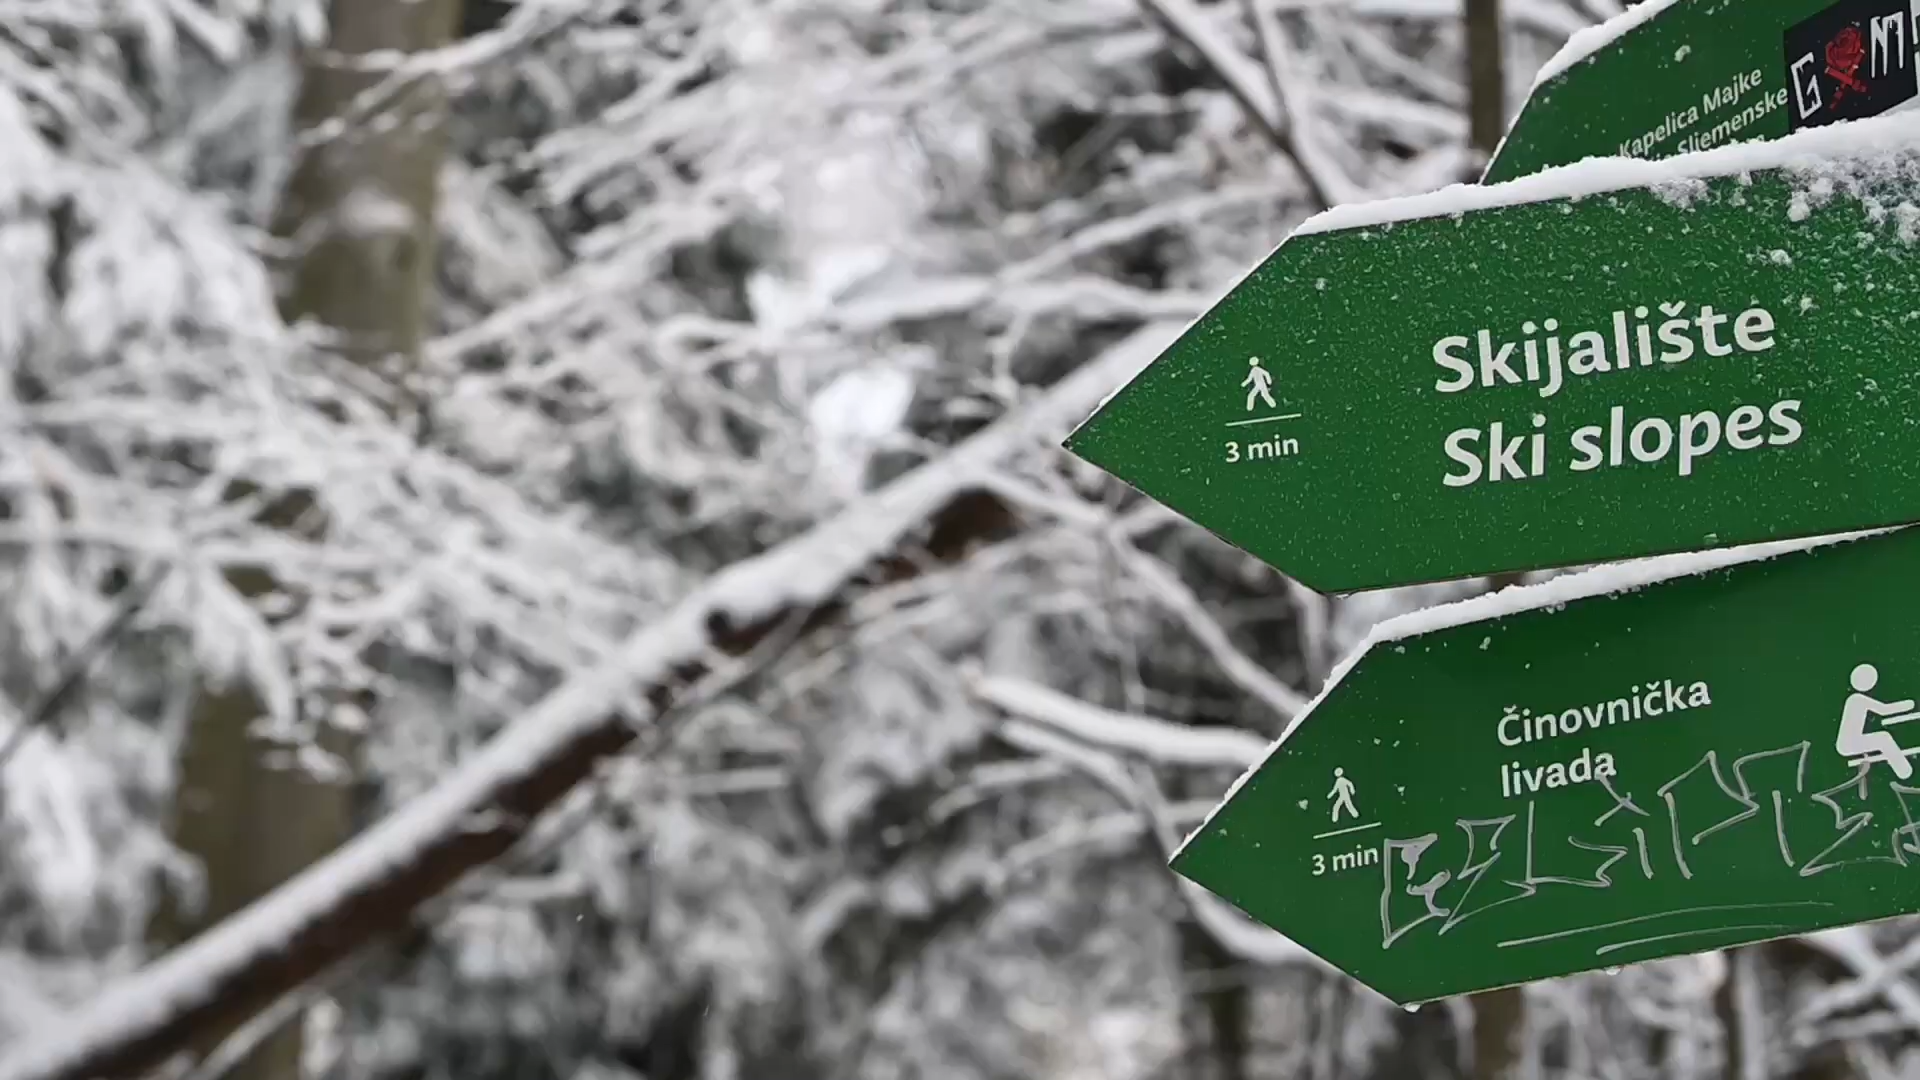 Kapelica Majke
Sljemenske
G M
Skijalište
Ski slopes
3 min
Činovnička
livada
3 min